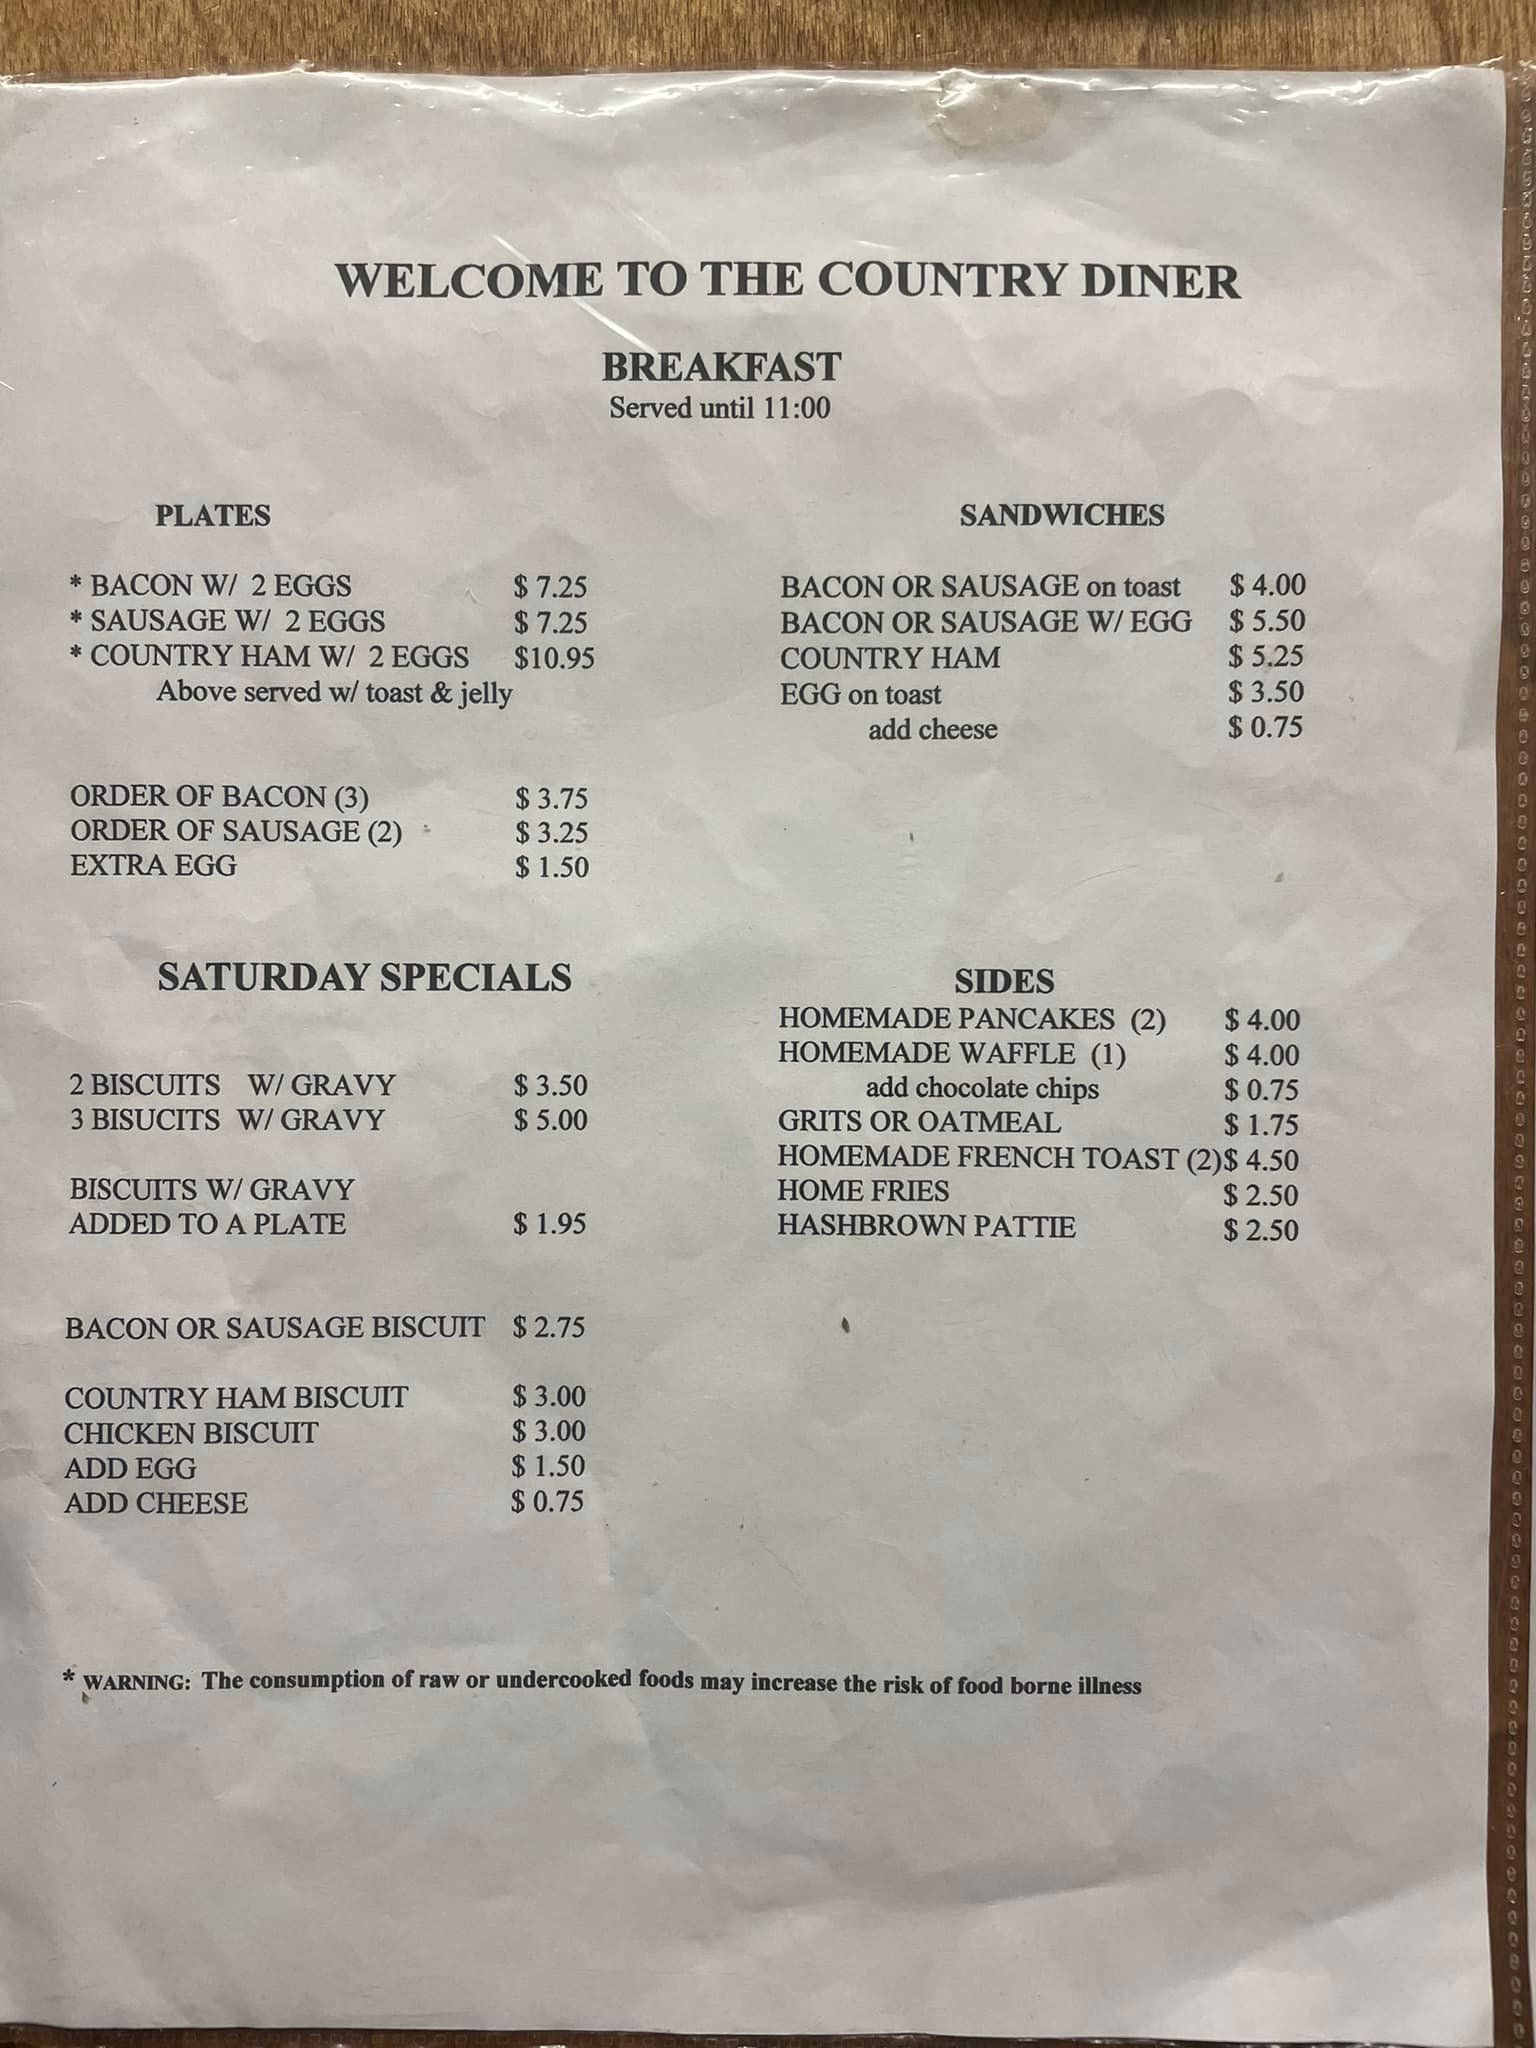 WELCOME TO THE COUNTRY DINER
BREAKFAST
Served until 11:00
PLATES
* BACON W/ 2 EGGS $ 7.25
* SAUSAGE W/ 2 EGGS $ 7.25
* COUNTRY HAM W/ 2 EGGS $10.95
Above served w/ toast & jelly
ORDER OF BACON (3) $ 3.75
ORDER OF SAUSAGE (2) $ 3.25
EXTRA EGG $ 1.50
SANDWICHES
BACON OR SAUSAGE on toast $ 4.00
BACON OR SAUSAGE W/ EGG $ 5.50
COUNTRY HAM $ 5.25
EGG on toast $ 3.50
add cheese $ 0.75
SATURDAY SPECIALS
2 BISCUITS W/ GRAVY $ 3.50
3 BISUCITS W/ GRAVY $ 5.00
BISCUITS W/ GRAVY
ADDED TO A PLATE $ 1.95
BACON OR SAUSAGE BISCUIT $ 2.75
COUNTRY HAM BISCUIT $ 3.00
CHICKEN BISCUIT $ 3.00
ADD EGG $ 1.50
ADD CHEESE $ 0.75
SIDES
HOMEMADE PANCAKES (2) $ 4.00
HOMEMADE WAFFLE (1) $ 4.00
add chocolate chips $ 0.75
GRITS OR OATMEAL $ 1.75
HOMEMADE FRENCH TOAST (2)$ 4.50
HOME FRIES $ 2.50
HASHBROWN PATTIE $ 2.50
* WARNING: The consumption of raw or undercooked foods may increase the risk of food borne illness